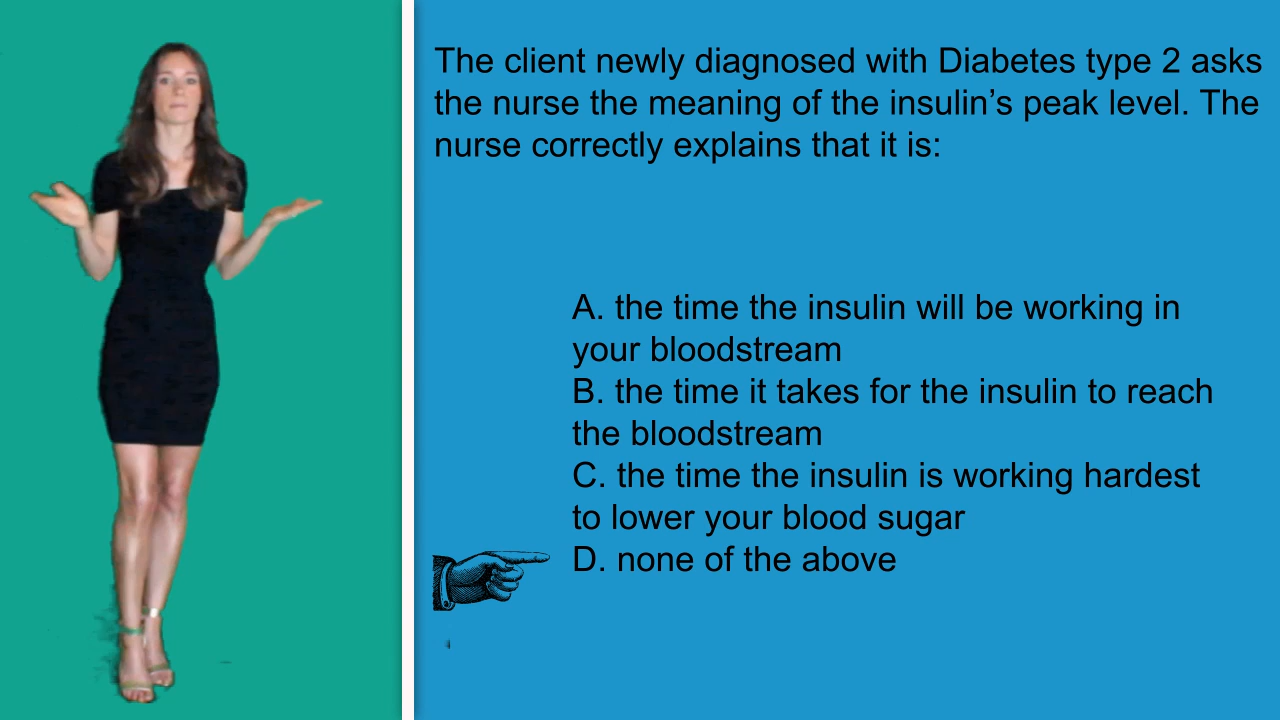 The client newly diagnosed with Diabetes type 2 asks
the nurse the meaning of the insulin’s peak level. The
nurse correctly explains that it is:
A. the time the insulin will be working in
your bloodstream
B. the time it takes for the insulin to reach
the bloodstream
C. the time the insulin is working hardest
to lower your blood sugar
D. none of the above